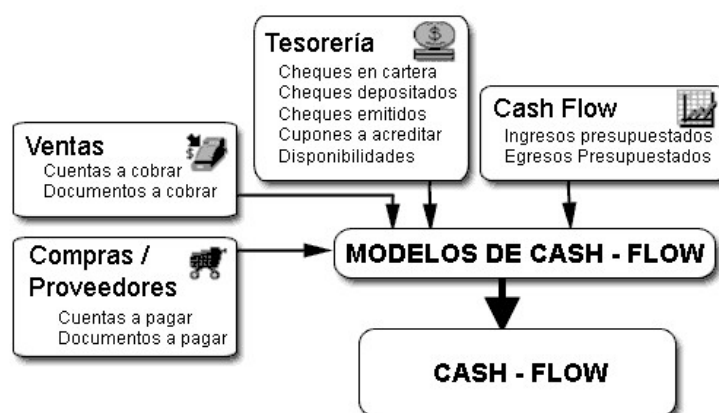 Tesorería
Cheques en cartera
Cheques depositados
Cheques emitidos
Cupones a acreditar
Disponibilidades
Cash Flow
Ingresos presupuestados
Egresos Presupuestados
Ventas
Cuentas a cobrar
Documentos a cobrar
Compras /
Proveedores
Cuentas a pagar
Documentos a pagar
MODELOS DE CASH - FLOW
CASH - FLOW